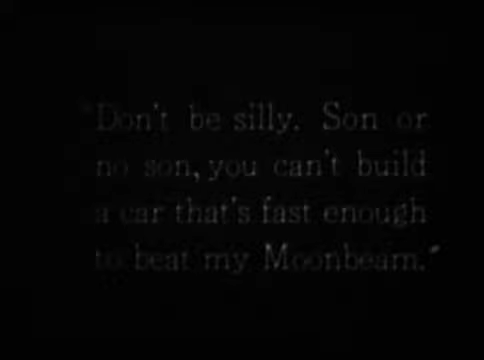 "Don't be silly. Son or
no son, you can't build
a car that's fast enough
to beat my Moonbeam."